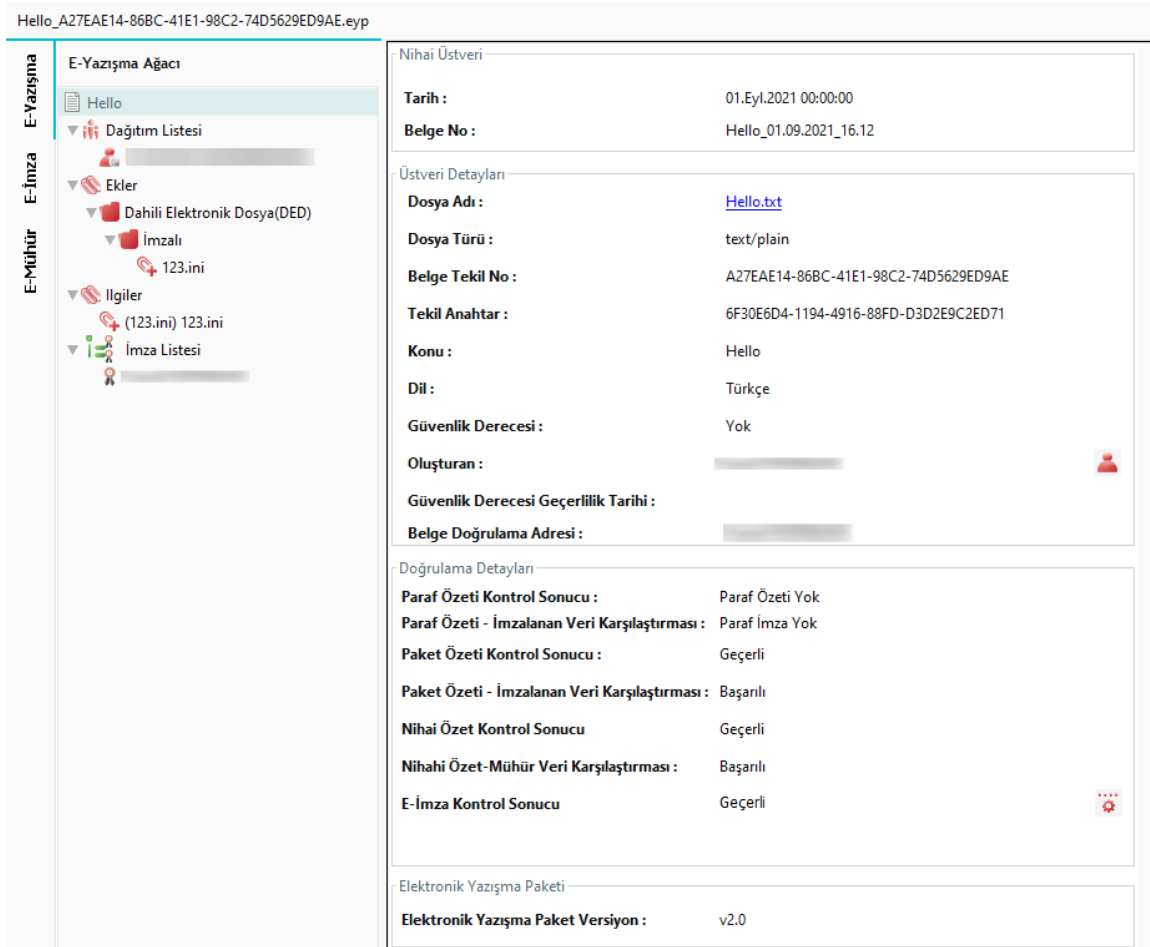 Hello_A27EAE14-86BC-41E1-98C2-74D5629ED9AE.eyp
E-Yazışma
E-İmza
E-Mühür
E-Yazışma Ağacı
Hello
Dağıtım Listesi
Ekler
Dahili Elektronik Dosya(DED)
İmzalı
123.ini
Ilgiler
(123.ini) 123.ini
İmza Listesi
Nihai Üstveri
Tarih : 01.Eyl.2021 00:00:00
Belge No : Hello_01.09.2021_16.12
Üstveri Detayları
Dosya Adı : Hello.txt
Dosya Türü : text/plain
Belge Tekil No : A27EAE14-86BC-41E1-98C2-74D5629ED9AE
Tekil Anahtar : 6F30E6D4-1194-4916-88FD-D3D2E9C2ED71
Konu : Hello
Dil : Türkçe
Güvenlik Derecesi : Yok
Oluşturan :
Güvenlik Derecesi Geçerlilik Tarihi :
Belge Doğrulama Adresi :
Doğrulama Detayları
Paraf Özeti Kontrol Sonucu : Paraf Özeti Yok
Paraf Özeti - İmzalanan Veri Karşılaştırması : Paraf İmza Yok
Paket Özeti Kontrol Sonucu : Geçerli
Paket Özeti - İmzalanan Veri Karşılaştırması : Başarılı
Nihai Özet Kontrol Sonucu Geçerli
Nihahi Özet-Mühür Veri Karşılaştırması : Başarılı
E-İmza Kontrol Sonucu Geçerli
Elektronik Yazışma Paketi
Elektronik Yazışma Paket Versiyon : v2.0